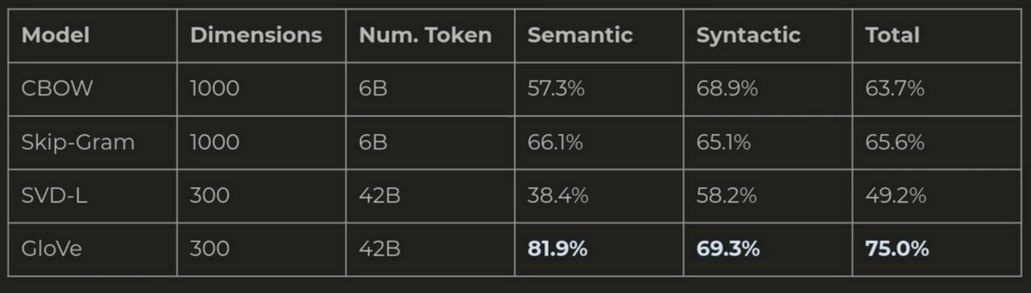 Model Dimensions Num. Token Semantic Syntactic Total
CBOW 1000 6B 57.3% 68.9% 63.7%
Skip-Gram 1000 6B 66.1% 65.1% 65.6%
SVD-L 300 42B 38.4% 58.2% 49.2%
GloVe 300 42B 81.9% 69.3% 75.0%